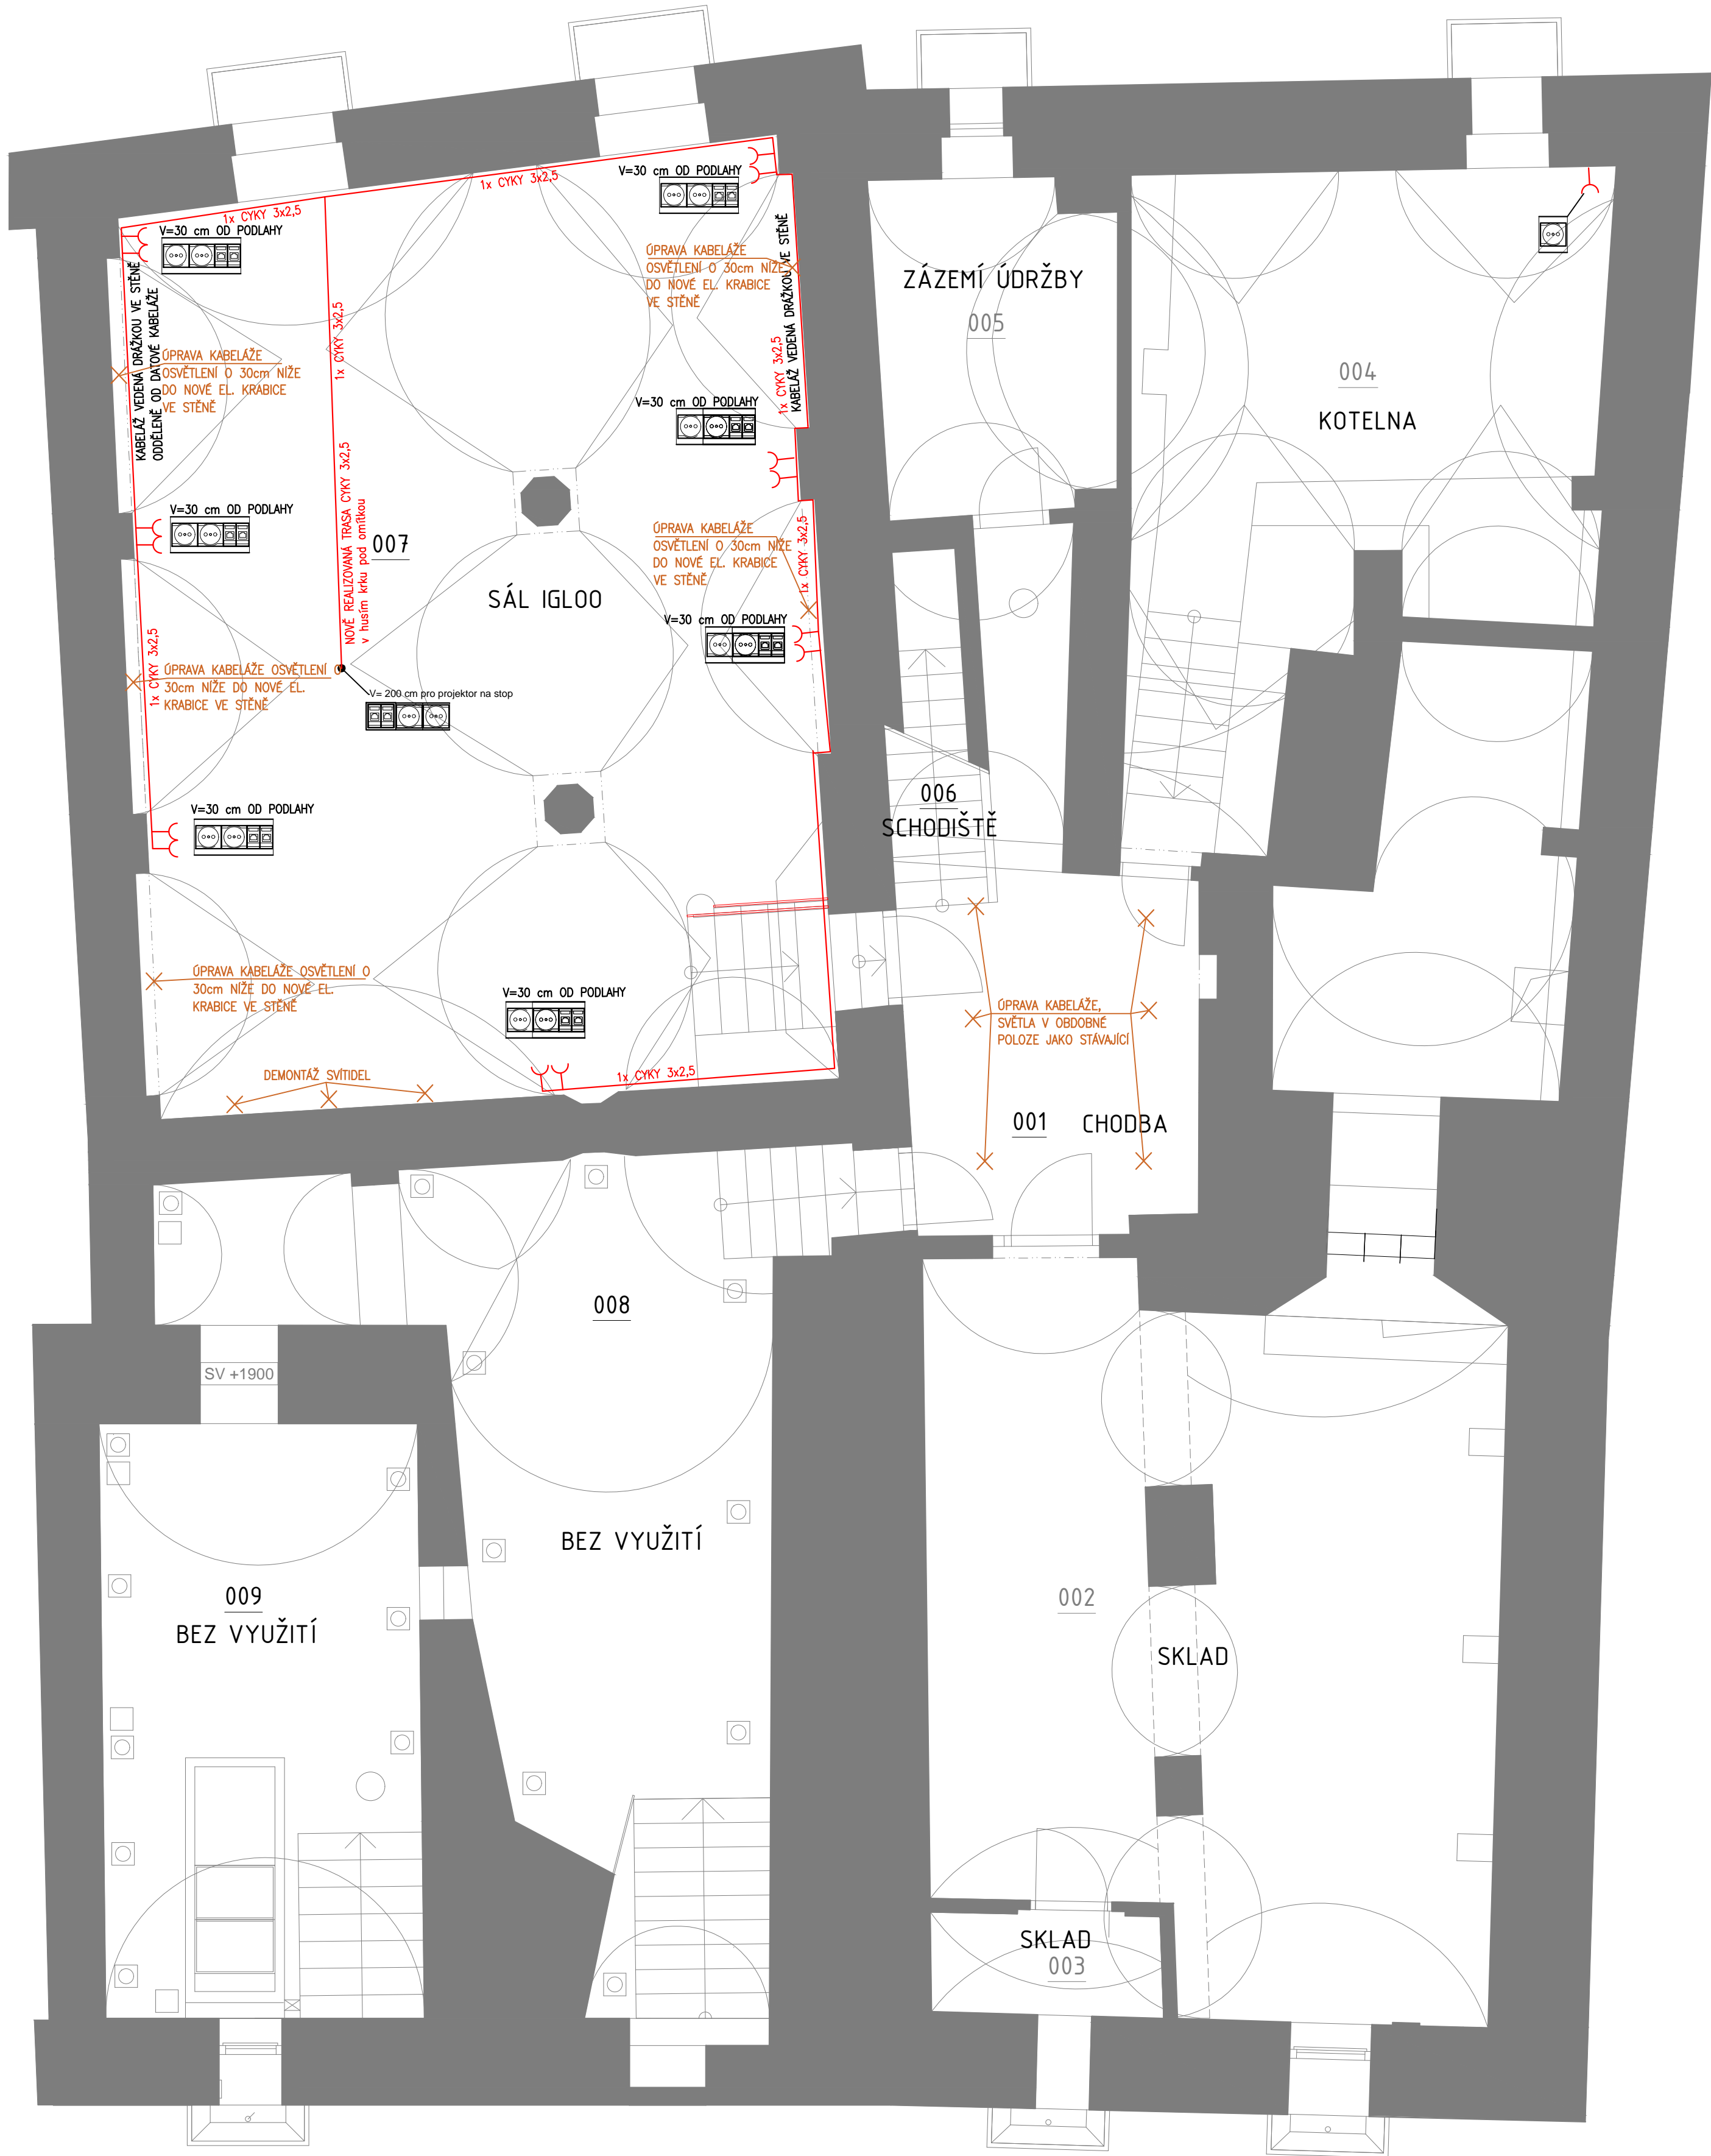 V=30 cm OD PODLAHY
1x CYKY 3x2,5
1x CYKY 3x2,5
V=30 cm OD PODLAHY
KABELÁŽ VEDENÁ DRÁŽKOU VE STĚNĚ
ODDĚLENĚ OD DATOVÉ KABELÁŽE
ÚPRAVA KABELÁŽE
OSVĚTLENÍ O 30cm NÍŽE
DO NOVÉ EL. KRABICE
VE STĚNĚ
1x CYKY 3x2,5
ÚPRAVA KABELÁŽE
OSVĚTLENÍ O 30cm NÍŽE
DO NOVÉ EL. KRABICE
VE STĚNĚ
KABELÁŽ VEDENÁ DRÁŽKOU VE STĚNĚ
1x CYKY 3x2,5
ZÁZEMÍ ÚDRŽBY
005
004
KOTELNA
V=30 cm OD PODLAHY
V=30 cm OD PODLAHY
NOVĚ REALIZOVANÁ TRASA CYKY 3x2,5
v husím krku pod omítkou
007
SÁL IGLOO
ÚPRAVA KABELÁŽE
OSVĚTLENÍ O 30cm NÍŽE
DO NOVÉ EL. KRABICE
VE STĚNĚ
1x CYKY 3x2,5
V=30 cm OD PODLAHY
1x CYKY 3x2,5
ÚPRAVA KABELÁŽE OSVĚTLENÍ O
30cm NÍŽE DO NOVÉ EL.
KRABICE VE STĚNĚ
V= 200 cm pro projektor na stop
V=30 cm OD PODLAHY
006
SCHODIŠTĚ
ÚPRAVA KABELÁŽE OSVĚTLENÍ O
30cm NÍŽE DO NOVÉ EL.
KRABICE VE STĚNĚ
V=30 cm OD PODLAHY
ÚPRAVA KABELÁŽE,
SVĚTLA V OBDOBNÉ
POLOZE JAKO STÁVAJÍCÍ
DEMONTÁŽ SVÍTIDEL
1x CYKY 3x2,5
001
CHODBA
008
SV +1900
BEZ VYUŽITÍ
009
BEZ VYUŽITÍ
002
SKLAD
SKLAD
003